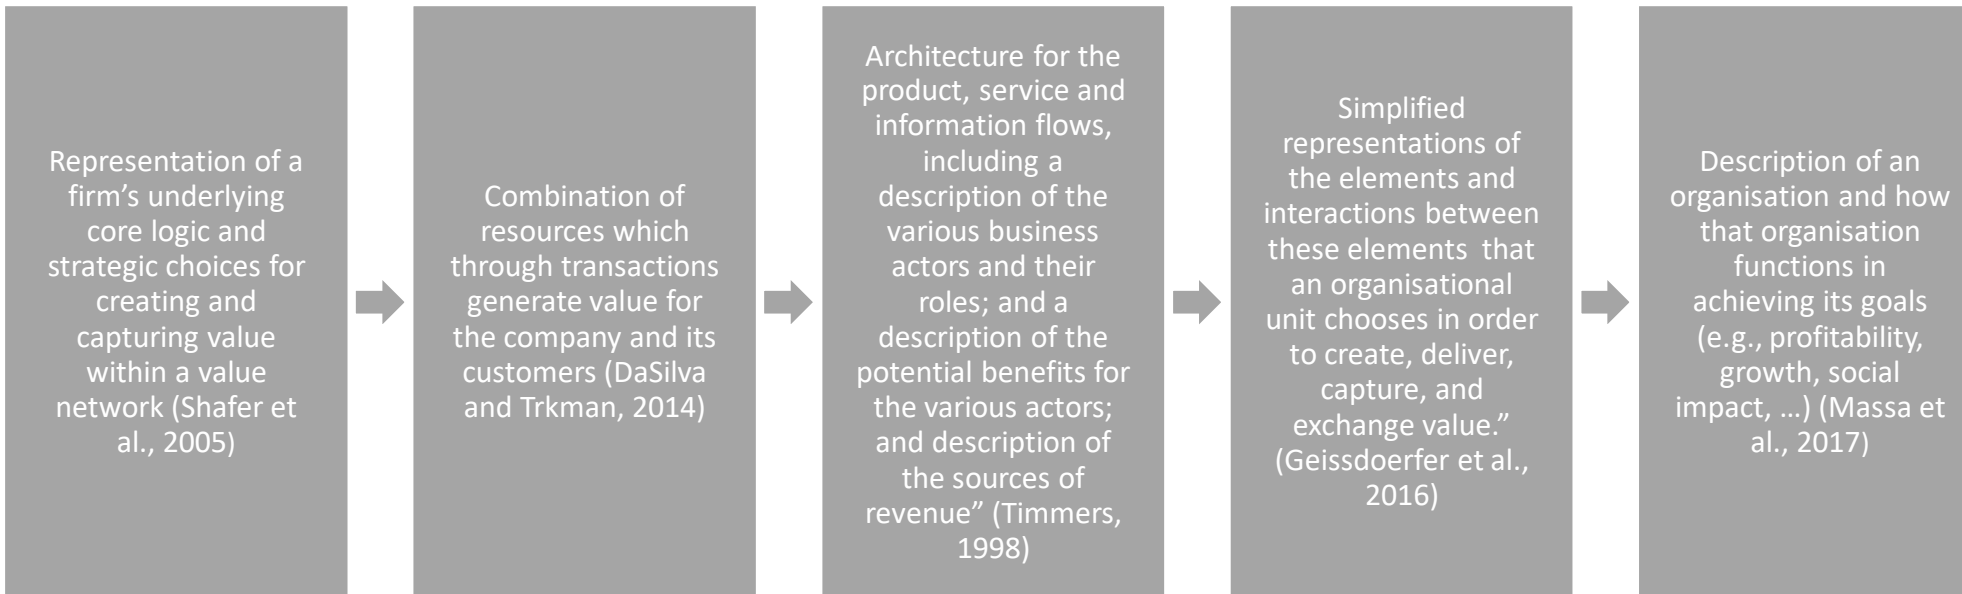 Representation of a
firm’s underlying
core logic and
strategic choices for
creating and
capturing value
within a value
network (Shafer et
al., 2005)
Combination of
resources which
through transactions
generate value for
the company and its
customers (DaSilva
and Trkman, 2014)
Architecture for the
product, service and
information flows,
including a
description of the
various business
actors and their
roles; and a
description of the
potential benefits for
the various actors;
and description of
the sources of
revenue” (Timmers,
1998)
Simplified
representations of
the elements and
interactions between
these elements  that
an organisational
unit chooses in order
to create, deliver,
capture, and
exchange value.”
(Geissdoerfer et al.,
2016)
Description of an
organisation and how
that organisation
functions in
achieving its goals
(e.g., profitability,
growth, social
impact, …) (Massa et
al., 2017)